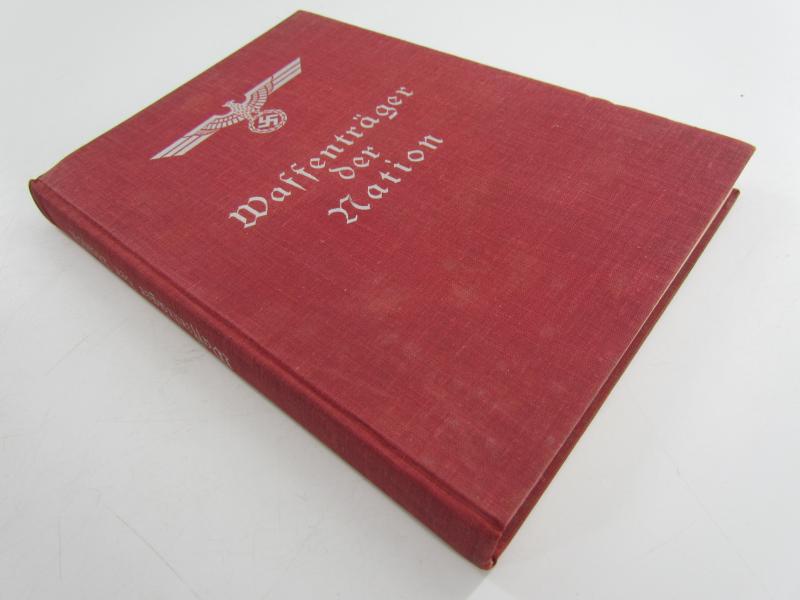 Waffenträger
der
Nation